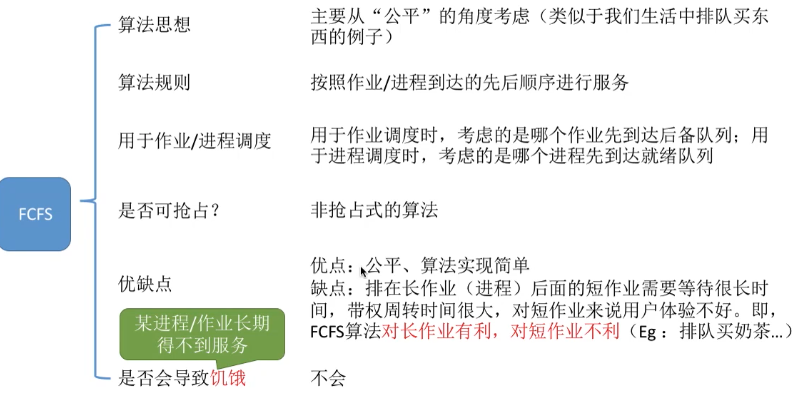 FCFS
算法思想
主要从“公平”的角度考虑（类似于我们生活中排队买东
西的例子）
算法规则
按照作业/进程到达的先后顺序进行服务
用于作业/进程调度
用于作业调度时，考虑的是哪个作业先到达后备队列；用
于进程调度时，考虑的是哪个进程先到达就绪队列
是否可抢占？
非抢占式的算法
优缺点
优点：公平、算法实现简单
缺点：排在长作业（进程）后面的短作业需要等待很长时
间，带权周转时间很大，对短作业来说用户体验不好。即，
FCFS算法对长作业有利，对短作业不利（Eg：排队买奶茶...）
某进程/作业长期
得不到服务
是否会导致饥饿
不会